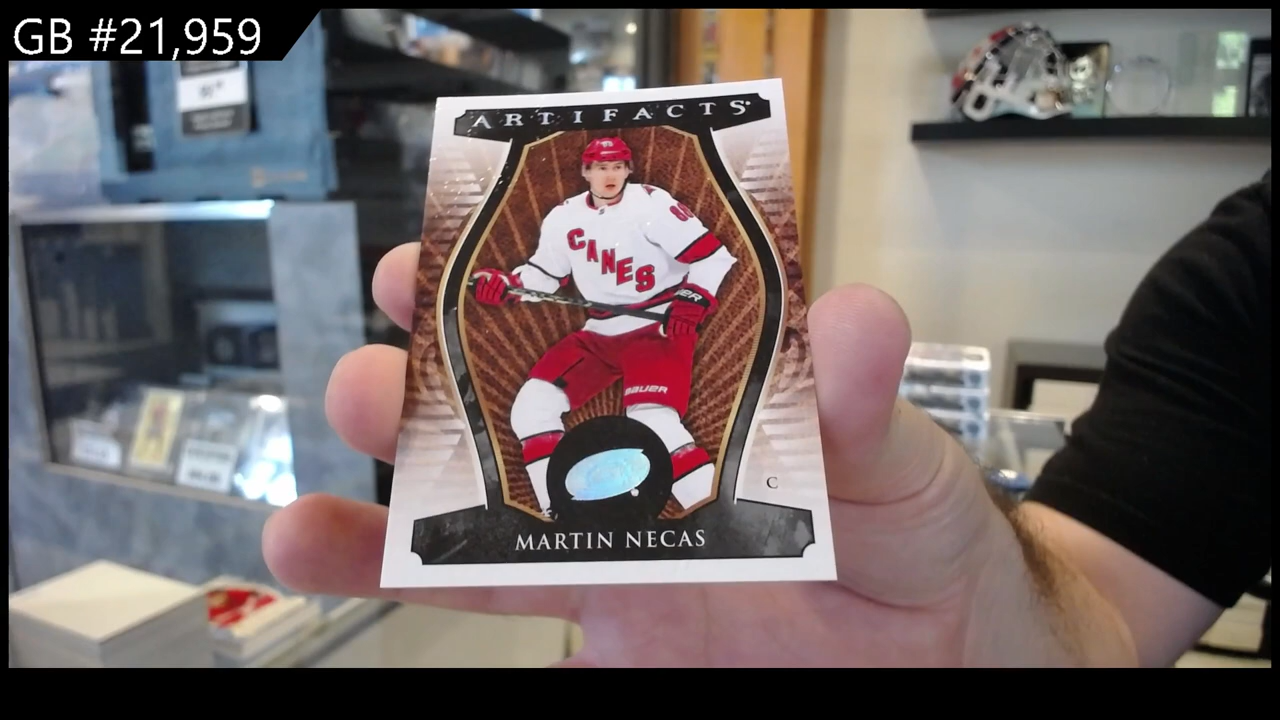 GB #21,959
ARTIFACTS
CANES
BAUER
C
MARTIN NECAS